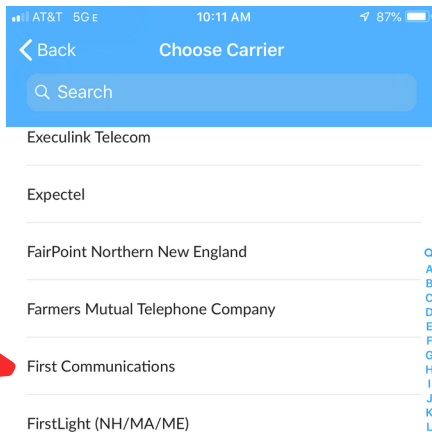 AT&T 5G E 10:11 AM 87%
Back Choose Carrier
Search
Execulink Telecom
Expectel
FairPoint Northern New England
Farmers Mutual Telephone Company
First Communications
FirstLight (NH/MA/ME)
A
B
C
D
E
F
G
H
I
J
K
L